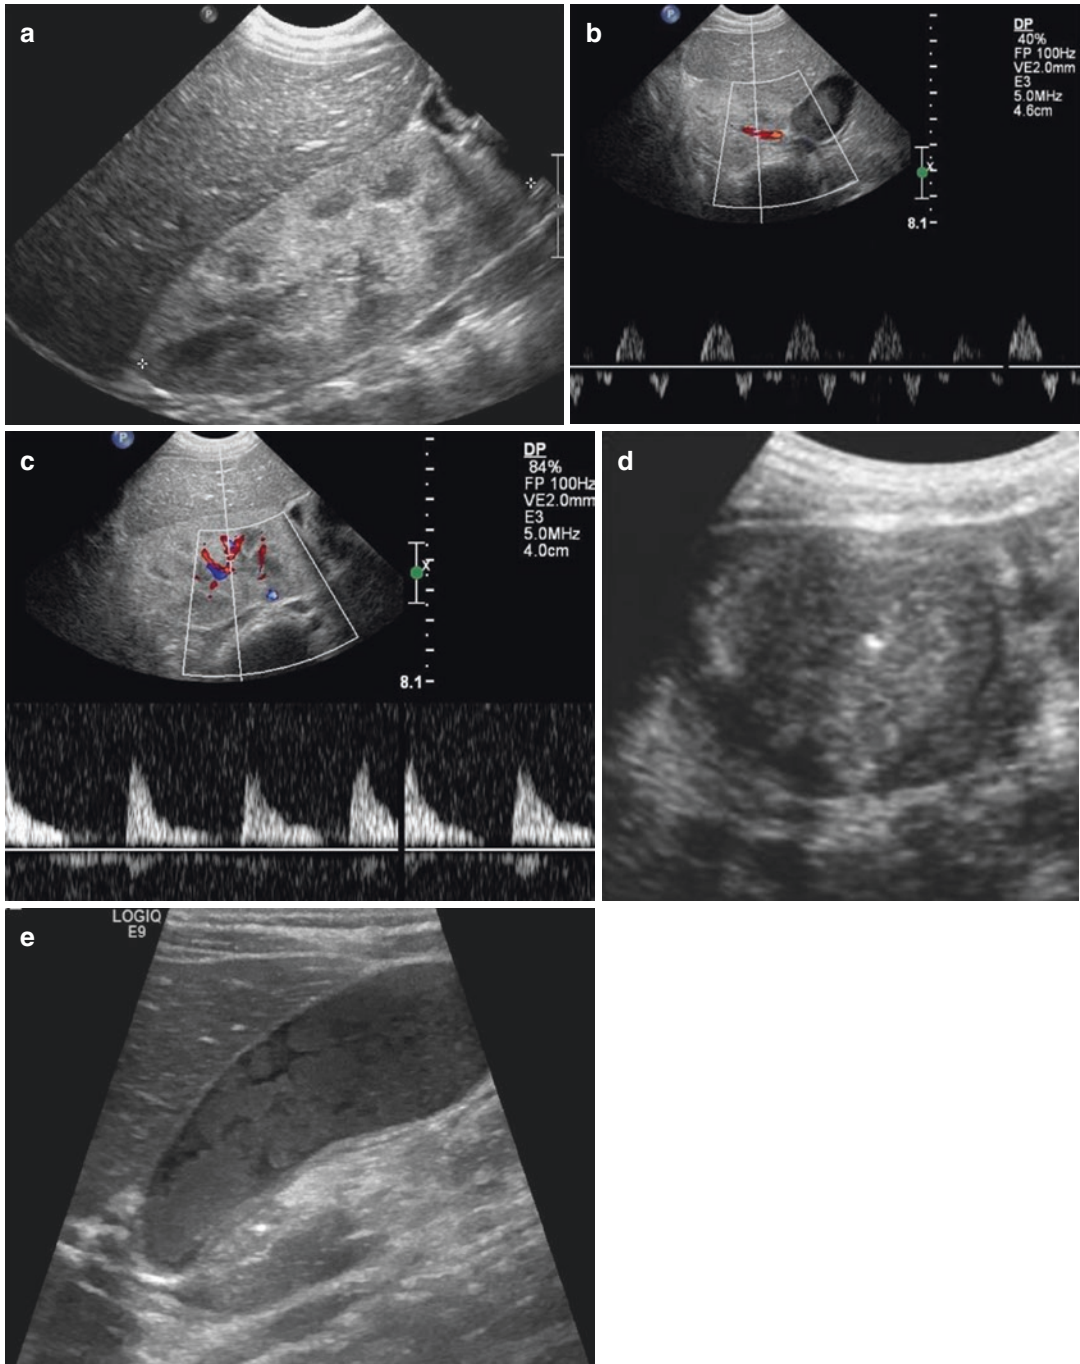 a
P
b
P
DP
40%
FP 100Hz
VE2.0mm
E3
5.0MHz
4.6cm
x
8.1
c
P
DP
84%
FP 100Hz
VE2.0mm
E3
5.0MHz
4.0cm
x
8.1
d
e
LOGIQ
E9